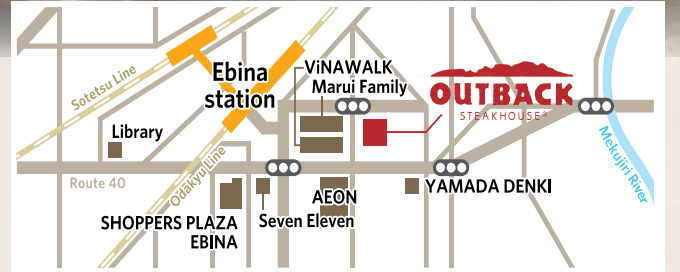 Sotetsu Line
Ebina
station
ViNAWALK
Marui Family
OUTBACK
STEAKHOUSE®
Library
Mekujiri River
Route 40
Odakyu Line
YAMADA DENKI
AEON
SHOPPERS PLAZA
EBINA
Seven Eleven